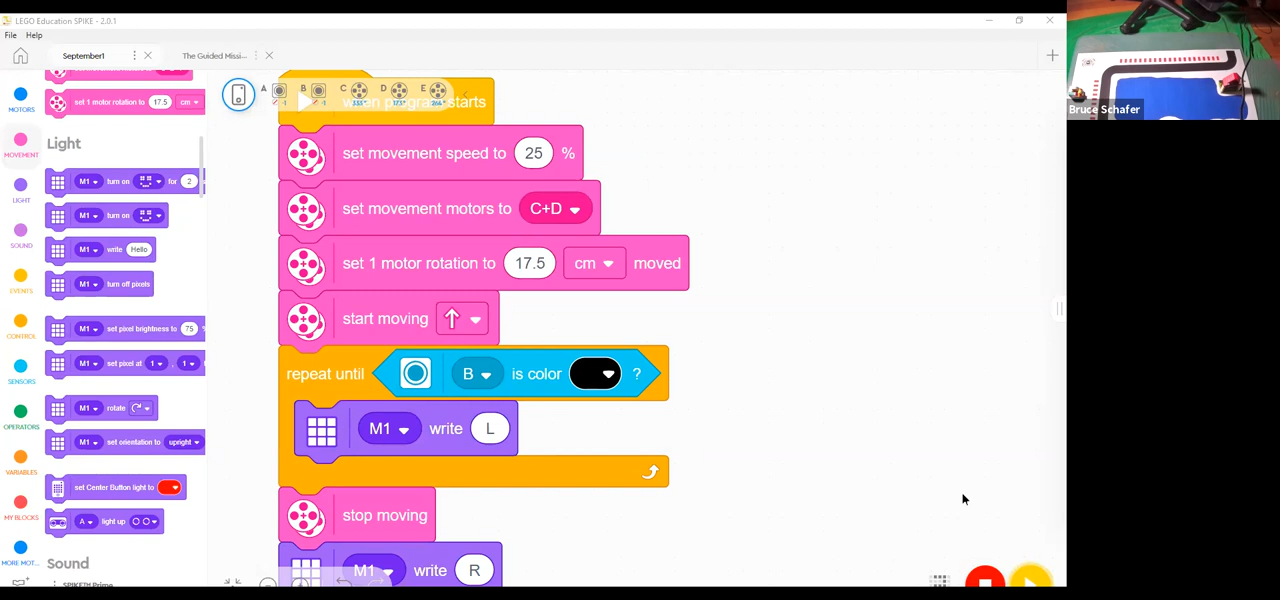 LEGO Education SPIKE - 2.0.1
File Help
September1
The Guided Missi...
MOTORS
MOVEMENT
LIGHT
SOUND
EVENTS
CONTROL
SENSORS
OPERATORS
VARIABLES
MY BLOCKS
MORE MOT...
set 1 motor rotation to 17.5 cm
Light
M1 turn on for 2
M1 turn on
M1 write Hello
M1 turn off pixels
M1 set pixel brightness to 75
M1 set pixel at 1 , 1
M1 rotate
M1 set orientation to upright
set Center Button light to
A light up
Sound
SPIKE™ Prime
A B C D E
when program starts
set movement speed to 25 %
set movement motors to C+D
set 1 motor rotation to 17.5 cm moved
start moving
repeat until B is color ?
M1 write L
stop moving
M1 write R
Bruce Schafer